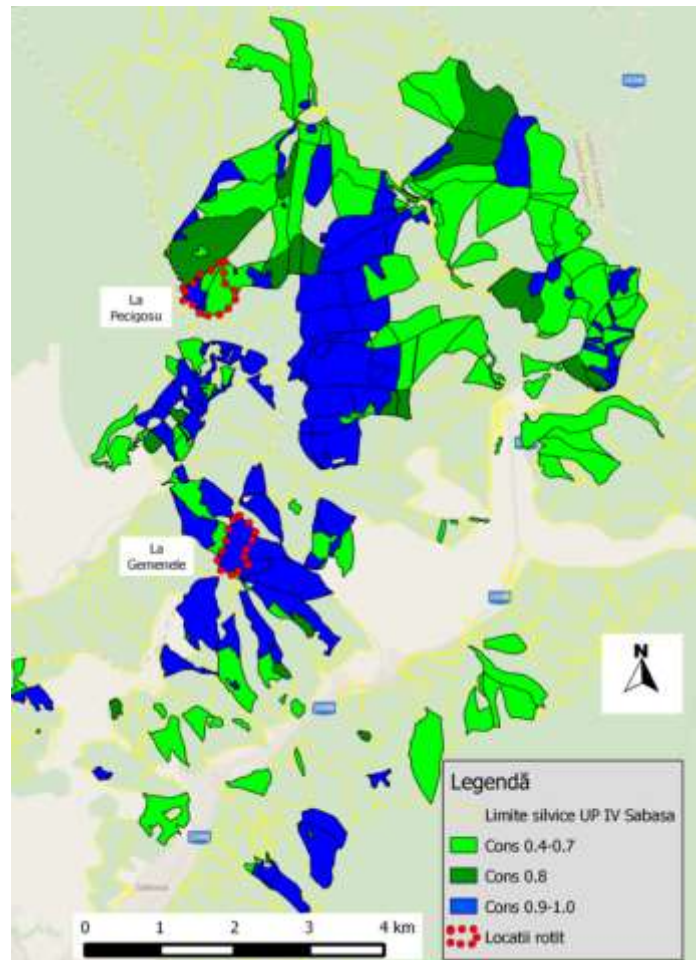 La
Pecigosu
La
Gemenele
N
Legendă
Limite silvice UP IV Sabasa
Cons 0.4-0.7
Cons 0.8
Cons 0.9-1.0
Locatii rotit
0 1 2 3 4 km